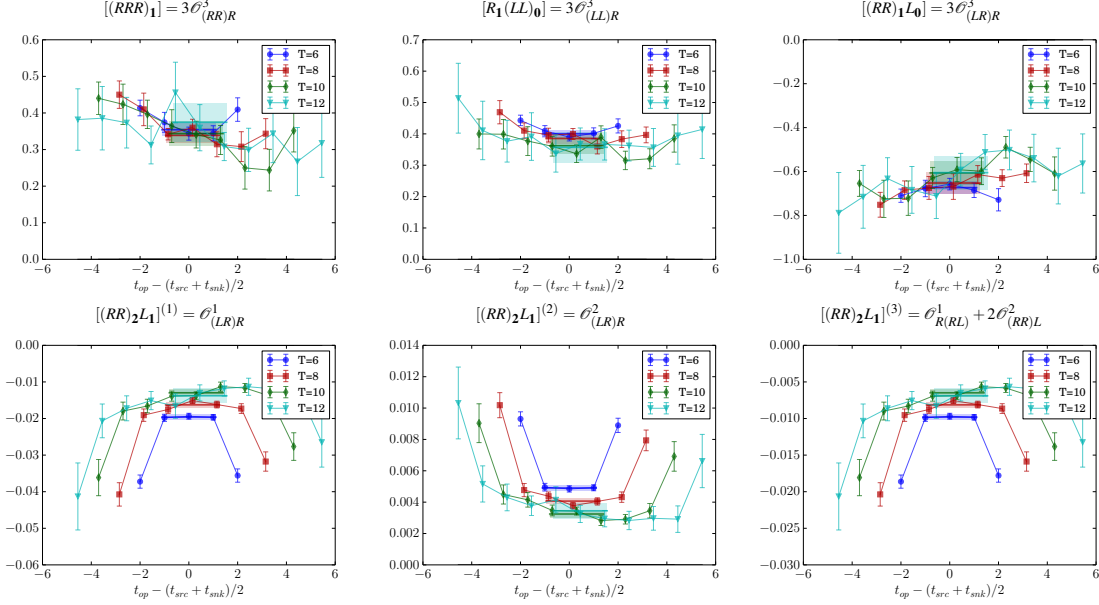 [(RRR)₁] = 3𝒪³_(RR)R
0.6
0.5
0.4
0.3
0.2
0.1
0.0
−6 −4 −2 0 2 4 6
t_op − (t_src + t_snk)/2
T=6
T=8
T=10
T=12
[R₁(LL)₀] = 3𝒪³_(LL)R
0.7
0.6
0.5
0.4
0.3
0.2
0.1
0.0
−6 −4 −2 0 2 4 6
t_op − (t_src + t_snk)/2
T=6
T=8
T=10
T=12
[(RR)₁L₀] = 3𝒪³_(LR)R
0.0
−0.2
−0.4
−0.6
−0.8
−1.0
−6 −4 −2 0 2 4 6
t_op − (t_src + t_snk)/2
T=6
T=8
T=10
T=12
[(RR)₂L₁]⁽¹⁾ = 𝒪¹_(LR)R
0.00
−0.01
−0.02
−0.03
−0.04
−0.05
−0.06
−6 −4 −2 0 2 4 6
t_op − (t_src + t_snk)/2
T=6
T=8
T=10
T=12
[(RR)₂L₁]⁽²⁾ = 𝒪²_(LR)R
0.014
0.012
0.010
0.008
0.006
0.004
0.002
0.000
−6 −4 −2 0 2 4 6
t_op − (t_src + t_snk)/2
T=6
T=8
T=10
T=12
[(RR)₂L₁]⁽³⁾ = 𝒪¹_R(RL) + 2𝒪²_(RR)L
0.000
−0.005
−0.010
−0.015
−0.020
−0.025
−0.030
−6 −4 −2 0 2 4 6
t_op − (t_src + t_snk)/2
T=6
T=8
T=10
T=12